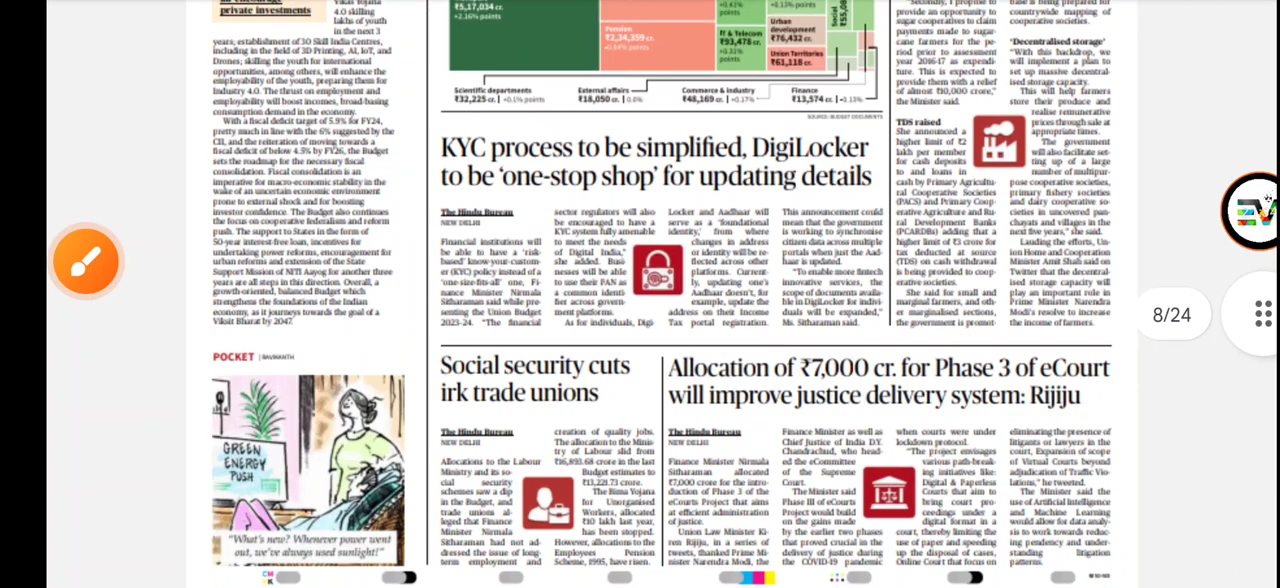 private investments
4.0 skilling
lakhs of youth
in the next 3
years; establishment of 30 Skill India Centres,
including in the field of 3D Printing, AI, IoT, and
Drones; skilling the youth for international
opportunities, among others, will enhance the
employability of the youth, preparing them for
Industry 4.0. The thrust on employment and
employability will boost incomes, broad-basing
consumption demand in the economy.
With a fiscal deficit target of 5.9% for FY24,
pretty much in line with the 6% suggested by the
CII, and the reiteration of moving towards a
fiscal deficit of below 4.5% by FY26, the Budget
sets the roadmap for the necessary fiscal
consolidation. Fiscal consolidation is an
imperative for macro-economic stability in the
wake of an uncertain economic environment
prone to external shock and for boosting
investor confidence. The Budget also continues
the focus on cooperative federalism and reform
push. The support to States in the form of
50-year interest-free loan, incentives for
undertaking power reforms, encouragement for
urban reforms and extension of the State
Support Mission of NITI Aayog for another three
years are all steps in this direction. Overall, a
growth-oriented, balanced Budget which
strengthens the foundations of the Indian
economy, as it journeys towards the goal of a
Viksit Bharat by 2047.
POCKET | RAVIKANTH
GREEN
ENERGY
PUSH
“What's new? Whenever power went
out, we've always used sunlight!”
₹5,17,034 cr.
+2.16% points
Pension
₹2,34,359 cr.
-0.64% points
+0.41%
points
IT & Telecom
₹93,478 cr.
+0.31%
points
+0.13% points
Urban
development
₹76,432 cr.
Union Territories
₹61,118 cr.
Social
₹55,08
Scientific departments
₹32,225 cr. | +0.1% points
External affairs
₹18,050 cr. | 0.0%
Commerce & industry
₹48,169 cr. | +0.17%
Finance
₹13,574 cr. | -0.13%
SOURCE: BUDGET DOCUMENTS
KYC process to be simplified, DigiLocker
to be ‘one-stop shop’ for updating details
The Hindu Bureau
NEW DELHI
Financial institutions will
be able to have a ‘risk-
based’ know-your-custom-
er (KYC) policy instead of a
‘one-size-fits-all’ one, Fi-
nance Minister Nirmala
Sitharaman said while pre-
senting the Union Budget
2023-24. “The financial
sector regulators will also
be encouraged to have a
KYC system fully amenable
to meet the needs
of Digital India,”
she added. Busi-
nesses will be able
to use their PAN as
a common identi-
fier across govern-
ment platforms.
As for individuals, Digi-
Locker and Aadhaar will
serve as a ‘foundational
identity,’ from where
changes in address
or identity will be re-
flected across other
platforms. Current-
ly, updating one's
Aadhaar doesn't, for
example, update the
address on their Income
Tax portal registration.
This announcement could
mean that the government
is working to synchronise
citizen data across multiple
portals when just the Aad-
haar is updated.
“To enable more fintech
innovative services, the
scope of documents availa-
ble in DigiLocker for indivi-
duals will be expanded,”
Ms. Sitharaman said.
“Secondly, I propose to
provide an opportunity to
sugar cooperatives to claim
payments made to sugar-
cane farmers for the pe-
riod prior to assessment
year 2016-17 as expendi-
ture. This is expected to
provide them with a relief
of almost ₹10,000 crore,”
the Minister said.
TDS raised
She announced a
higher limit of ₹2
lakh per member
for cash deposits
to and loans in
cash by Primary Agricultu-
ral Cooperative Societies
(PACS) and Primary Coop-
erative Agriculture and Ru-
ral Development Banks
(PCARDBs) adding that a
higher limit of ₹3 crore for
tax deducted at source
(TDS) on cash withdrawal
is being provided to coop-
erative societies.
She said for small and
marginal farmers, and oth-
er marginalised sections,
the government is promot-
base is being prepared for
countrywide mapping of
cooperative societies.
‘Decentralised storage’
“With this backdrop, we
will implement a plan to
set up massive decentral-
ised storage capacity.
This will help farmers
store their produce and
realise remunerative
prices through sale at
appropriate times.
The government
will also facilitate set-
ting up of a large
number of multipur-
pose cooperative societies,
primary fishery societies
and dairy cooperative so-
cieties in uncovered pan-
chayats and villages in the
next five years,” she said.
Lauding the efforts, Un-
ion Home and Cooperation
Minister Amit Shah said on
Twitter that the decentral-
ised storage capacity will
play an important role in
Prime Minister Narendra
Modi's resolve to increase
the income of farmers.
Social security cuts
irk trade unions
The Hindu Bureau
NEW DELHI
Allocations to the Labour
Ministry and its so-
cial security
schemes saw a dip
in the Budget, and
trade unions al-
leged that Finance
Minister Nirmala
Sitharaman had not ad-
dressed the issue of long-
term employment and
creation of quality jobs.
The allocation to the Minis-
try of Labour slid from
₹16,893.68 crore in the last
Budget estimates to
₹13,221.73 crore.
The Bima Yojana
for Unorganised
Workers, allocated
₹10 lakh last year,
has been stopped.
However, allocations to the
Employees Pension
Scheme, 1995, have risen.
Allocation of ₹7,000 cr. for Phase 3 of eCourt
will improve justice delivery system: Rijiju
The Hindu Bureau
NEW DELHI
Finance Minister Nirmala
Sitharaman allocated
₹7,000 crore for the intro-
duction of Phase 3 of the
eCourts Project that aims
at efficient administration
of justice.
Union Law Minister Ki-
ren Rijiju, in a series of
tweets, thanked Prime Mi-
nister Narendra Modi, the
Finance Minister as well as
Chief Justice of India D.Y.
Chandrachud, who head-
ed the eCommittee
of the Supreme
Court.
The Minister said
Phase III of eCourts
Project would build
on the gains made
by the earlier two phases
that proved crucial in the
delivery of justice during
the COVID-19 pandemic
when courts were under
lockdown protocol.
“The project envisages
various path-break-
ing initiatives like:
Digital & Paperless
Courts that aim to
bring court pro-
ceedings under a
digital format in a
court, thereby limiting the
use of paper and speeding
up the disposal of cases,
Online Court that focus on
eliminating the presence of
litigants or lawyers in the
court, Expansion of scope
of Virtual Courts beyond
adjudication of Traffic Vio-
lations,” he tweeted.
The Minister said the
use of Artificial Intelligence
and Machine Learning
would allow for data analy-
sis to work towards reduc-
ing pendency and under-
standing litigation
patterns.
CM
K
8/24
EV